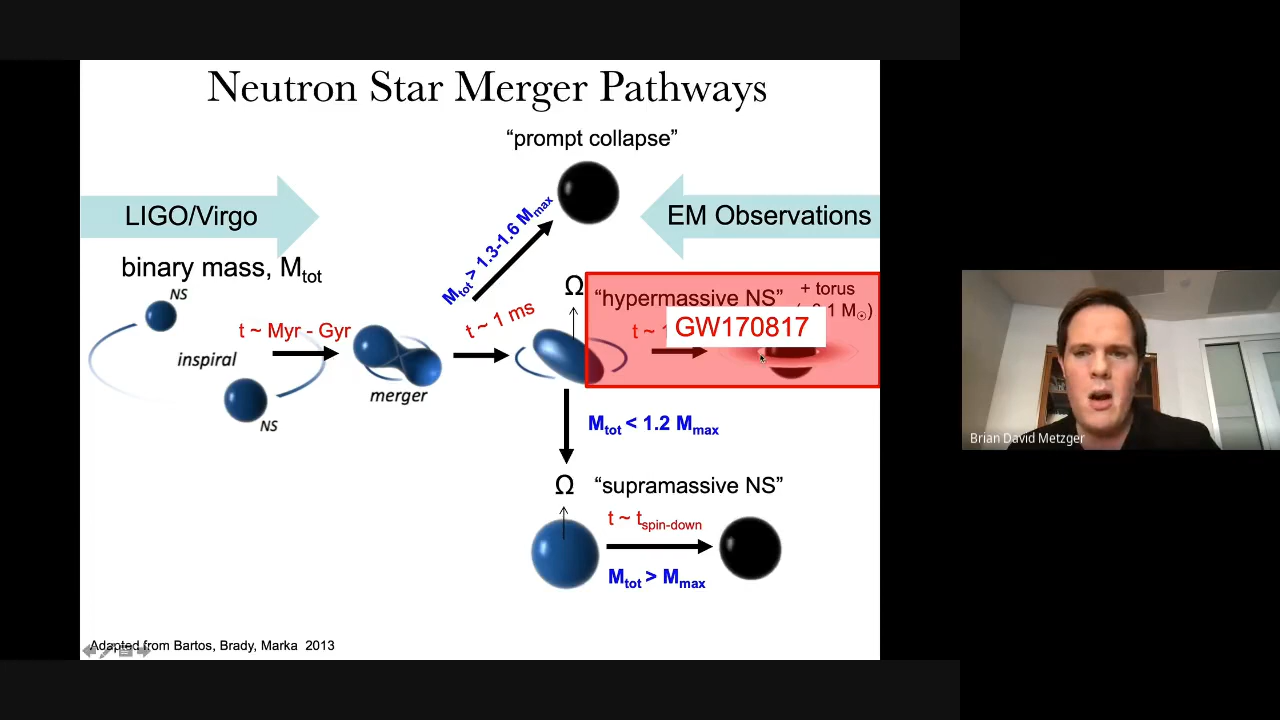 Neutron Star Merger Pathways
“prompt collapse”
LIGO/Virgo
EM Observations
binary mass, Mtot
Mtot > 1.3-1.6 Mmax
NS
t ~ Myr - Gyr
inspiral
NS
merger
t ~ 1 ms
Ω
“hypermassive NS”
+ torus
1 M☉)
t ~
GW170817
Mtot < 1.2 Mmax
Ω
“supramassive NS”
t ~ tspin-down
Mtot > Mmax
Adapted from Bartos, Brady, Marka 2013
Brian David Metzger